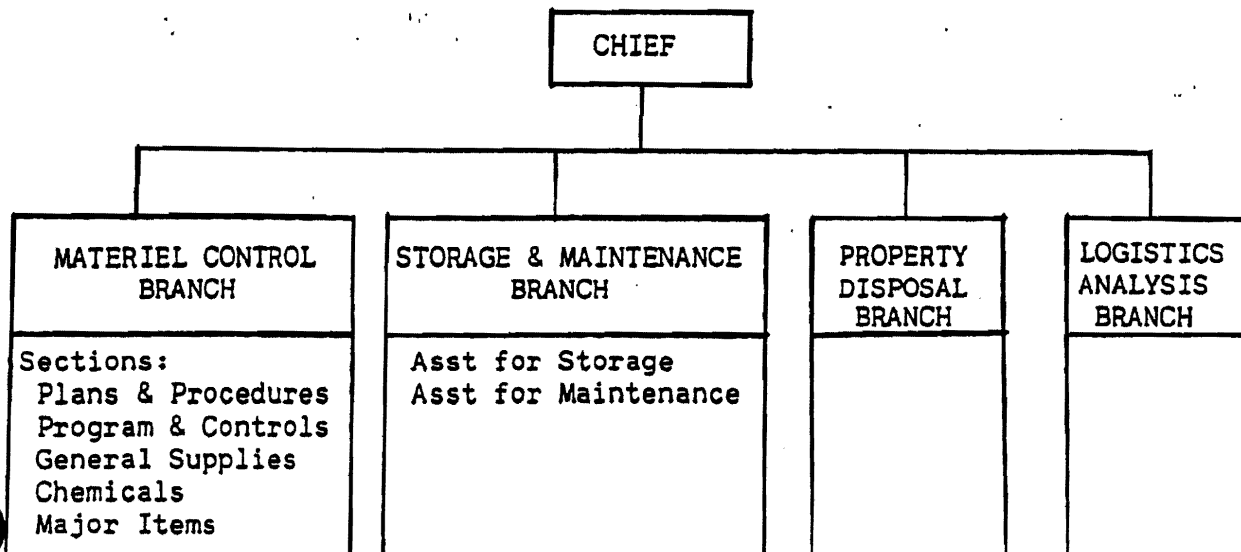 CHIEF
MATERIEL CONTROL
BRANCH
STORAGE & MAINTENANCE
BRANCH
PROPERTY
DISPOSAL
BRANCH
LOGISTICS
ANALYSIS
BRANCH
Sections:
Plans & Procedures
Program & Controls
General Supplies
Chemicals
Major Items
Asst for Storage
Asst for Maintenance